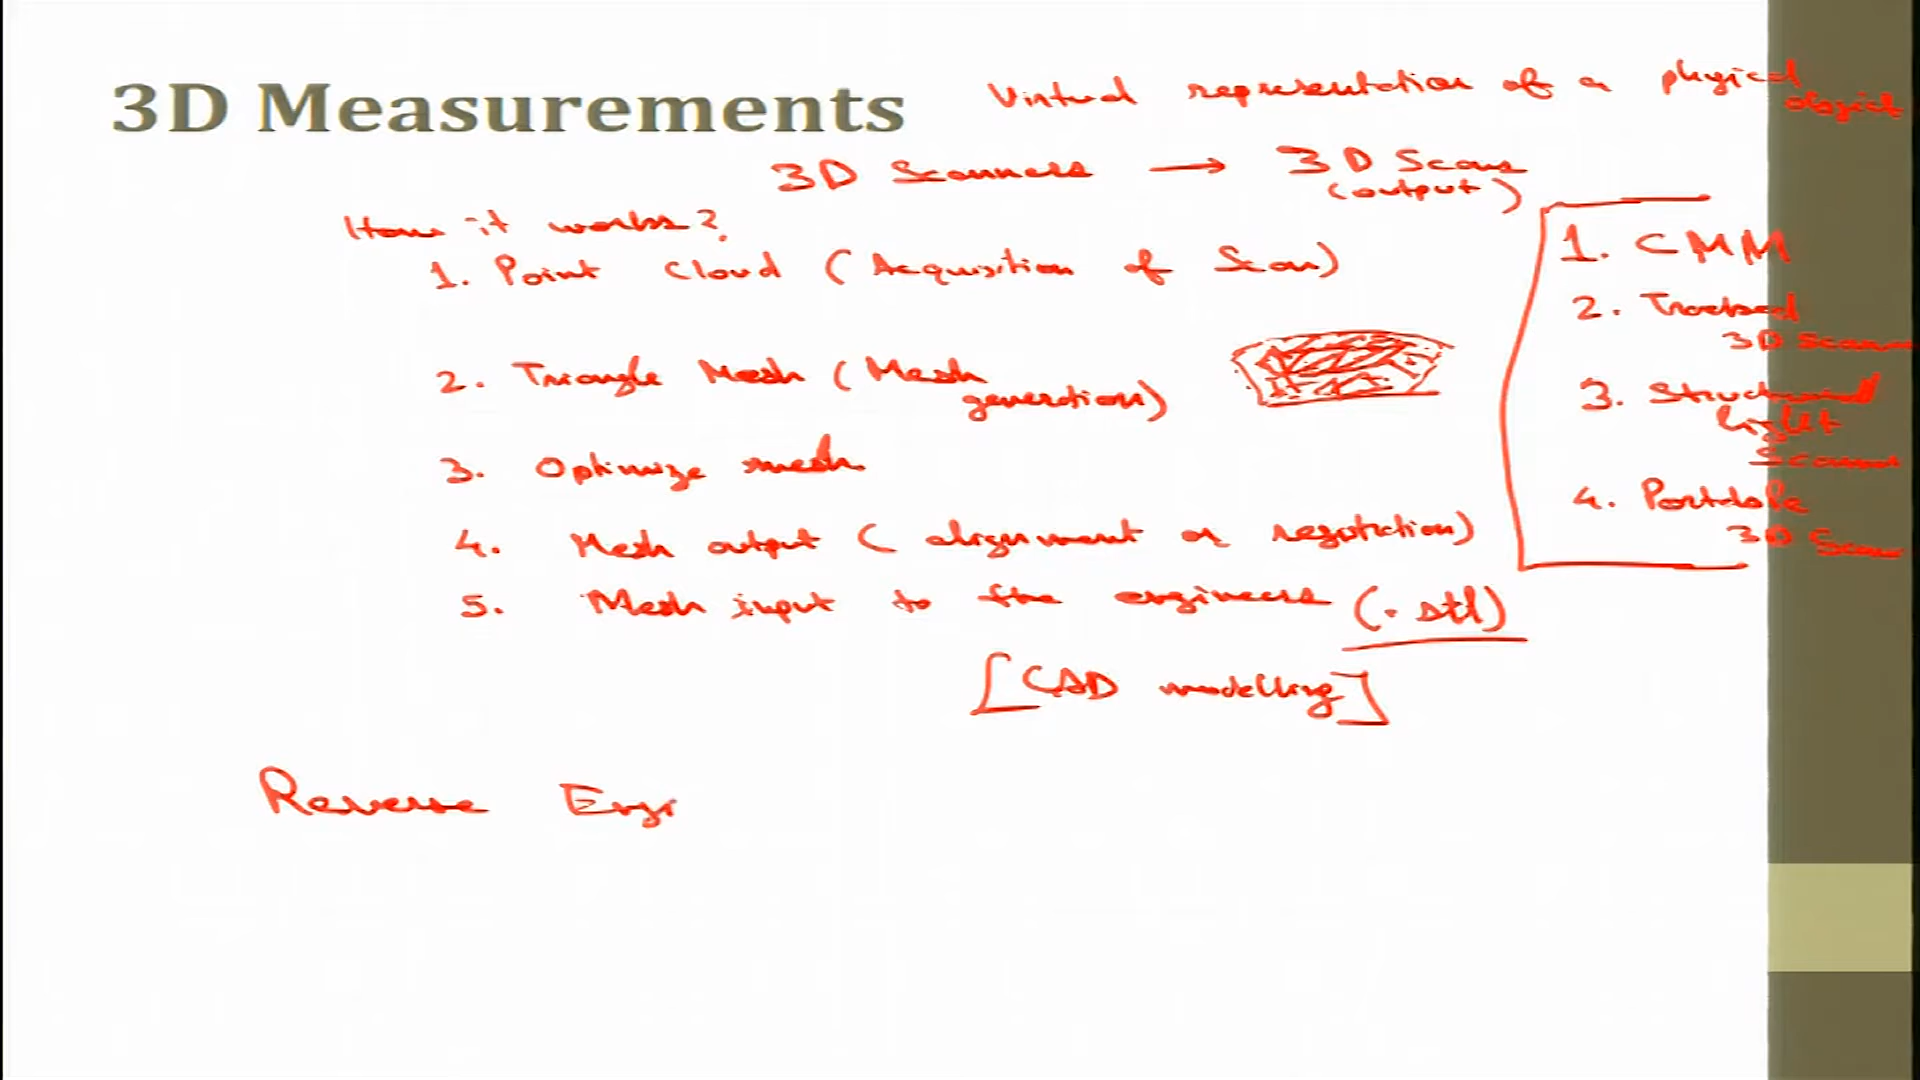 3D Measurements
Virtual representation of a physical
object
3D Scanners → 3D Scans
(output)
How it works?
1. Point Cloud (Acquisition of Scan)
2. Triangle Mesh (Mesh
generation)
3. Optimize mesh
4. Mesh output (alignment or registration)
5. Mesh input to the engineers (.stl)
[CAD modelling]
1. CMM
2. Tracked
3D Scan
3. Structured
light
Scanner
4. Portable
3D Scan
Reverse Engi